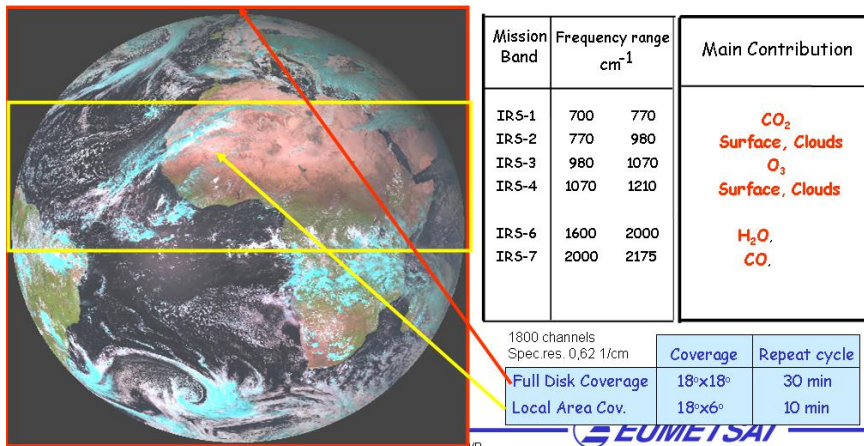 Mission Band Frequency range cm⁻¹ Main Contribution
IRS-1 700 770 CO₂
IRS-2 770 980 Surface, Clouds
IRS-3 980 1070 O₃
IRS-4 1070 1210 Surface, Clouds
IRS-6 1600 2000 H₂O.
IRS-7 2000 2175 CO.
1800 channels
Spec.res. 0,62 1/cm
Coverage Repeat cycle
Full Disk Coverage 18°x18° 30 min
Local Area Cov. 18°x6° 10 min
EUMETSAT